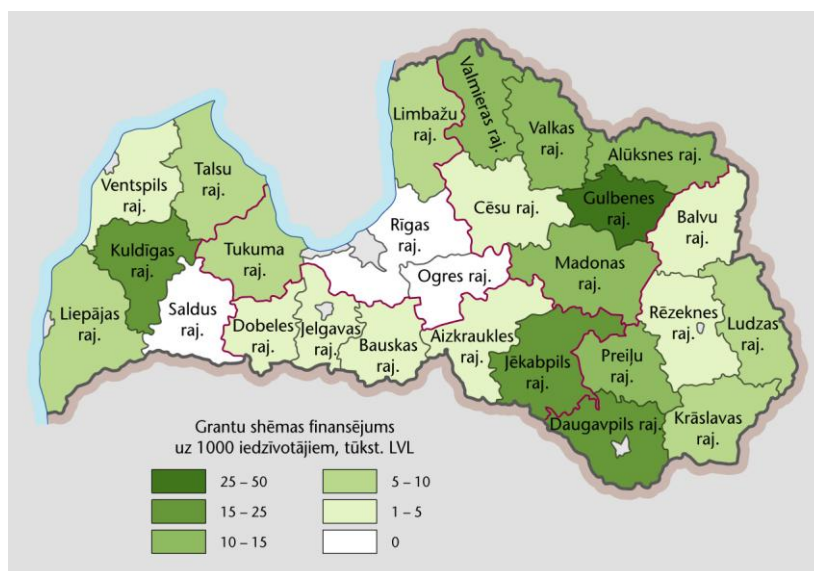 Limbažu
raj.
Valmieras raj.
Valkas
raj.
Alūksnes raj.
Talsu
raj.
Ventspils
raj.
Gulbenes
raj.
Cēsu raj.
Balvu
raj.
Rīgas
raj.
Kuldīgas
raj.
Tukuma
raj.
Madonas
raj.
Ogres raj.
Liepājas
raj.
Saldus
raj.
Rēzeknes
raj.
Ludzas
raj.
Dobeles
raj.
Jelgavas
raj.
Bauskas
raj.
Aizkraukles
raj.
Jēkabpils
raj.
Preiļu
raj.
Krāslavas
raj.
Daugavpils raj.
Grantu shēmas finansējums
uz 1000 iedzīvotājiem, tūkst. LVL
25 – 50
15 – 25
10 – 15
5 – 10
1 – 5
0